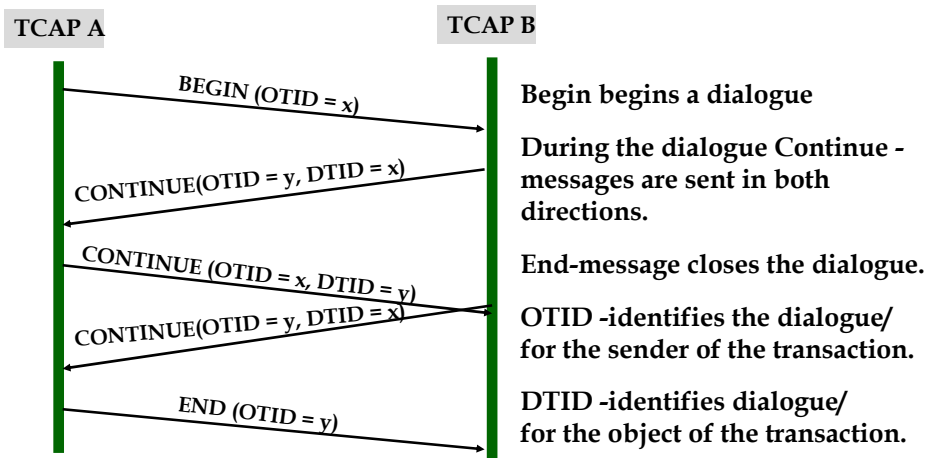 TCAP A
TCAP B
BEGIN (OTID = x)
CONTINUE(OTID = y, DTID = x)
CONTINUE (OTID = x, DTID = y)
CONTINUE(OTID = y, DTID = x)
END (OTID = y)
Begin begins a dialogue
During the dialogue Continue -
messages are sent in both
directions.
End-message closes the dialogue.
OTID -identifies the dialogue/
for the sender of the transaction.
DTID -identifies dialogue/
for the object of the transaction.